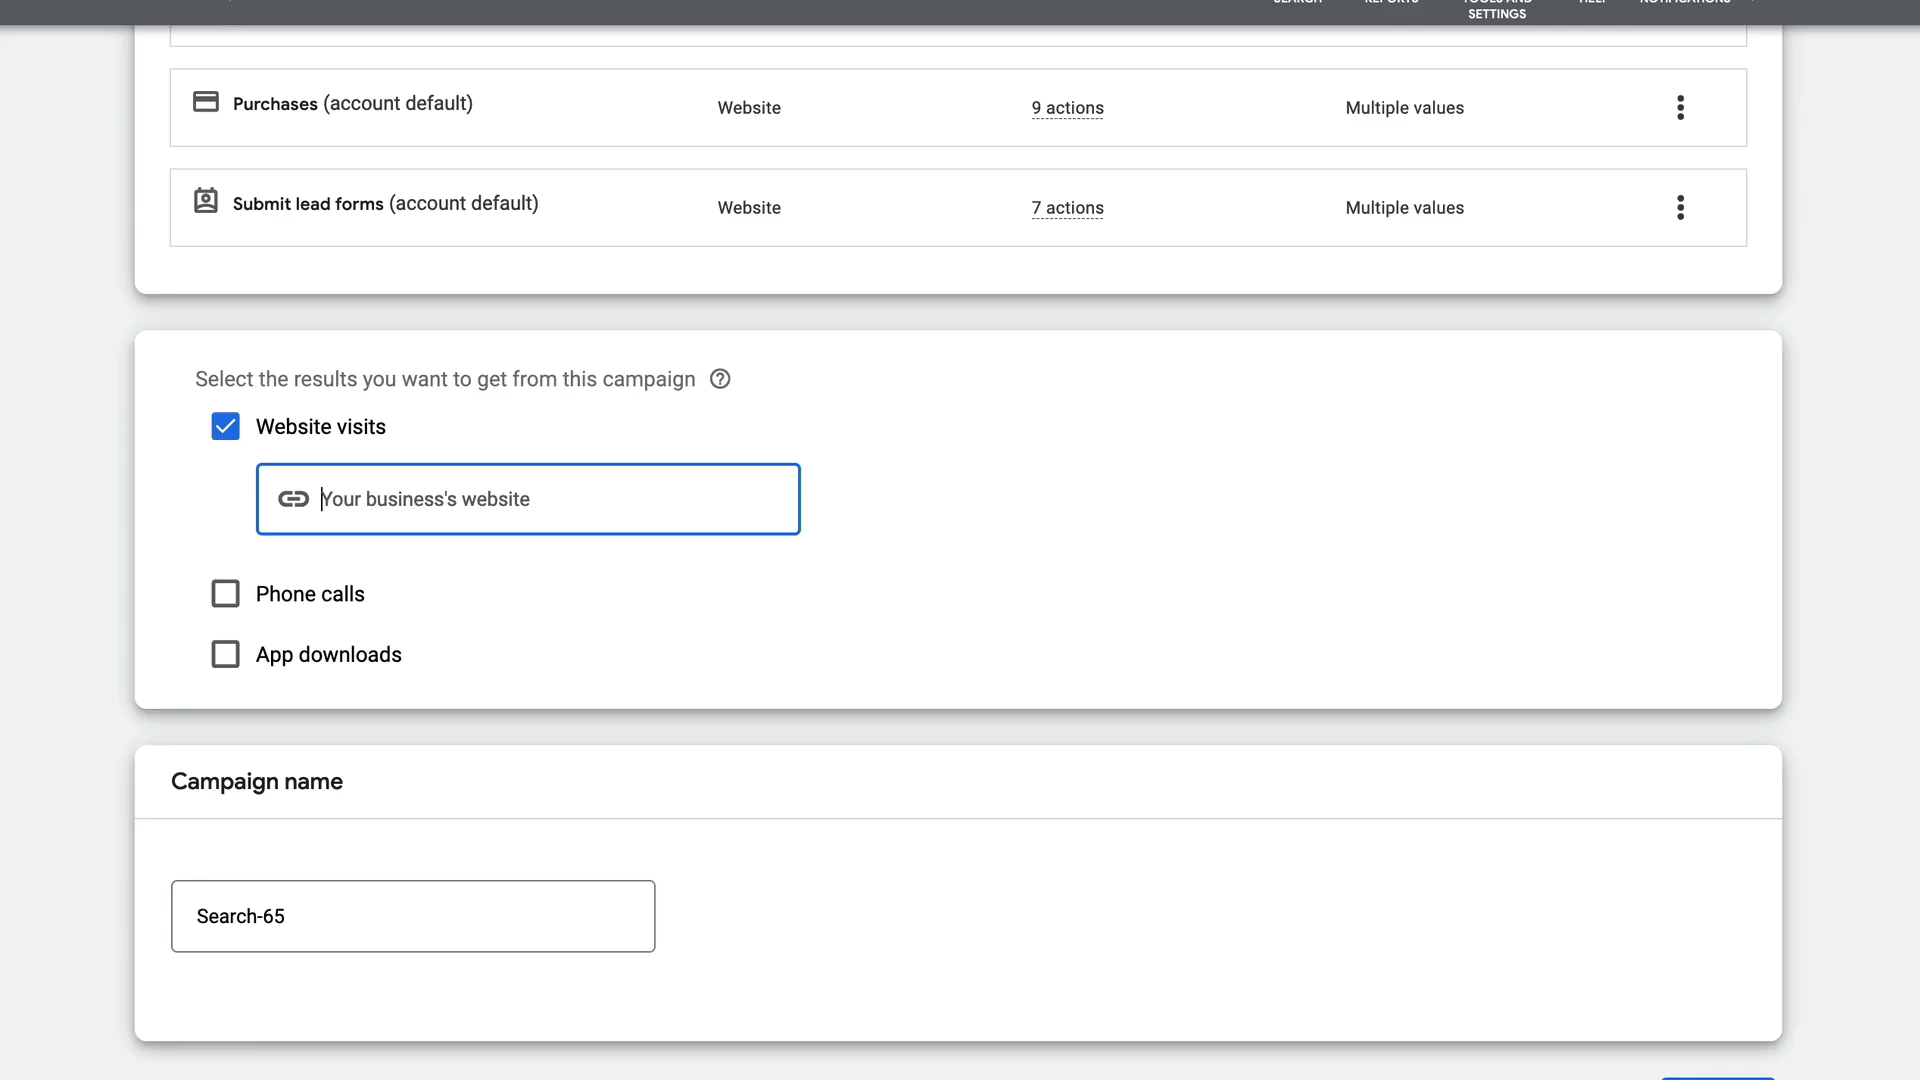 SETTINGS
Purchases (account default) Website 9 actions Multiple values
Submit lead forms (account default) Website 7 actions Multiple values
Select the results you want to get from this campaign
Website visits
Your business's website
Phone calls
App downloads
Campaign name
Search-65